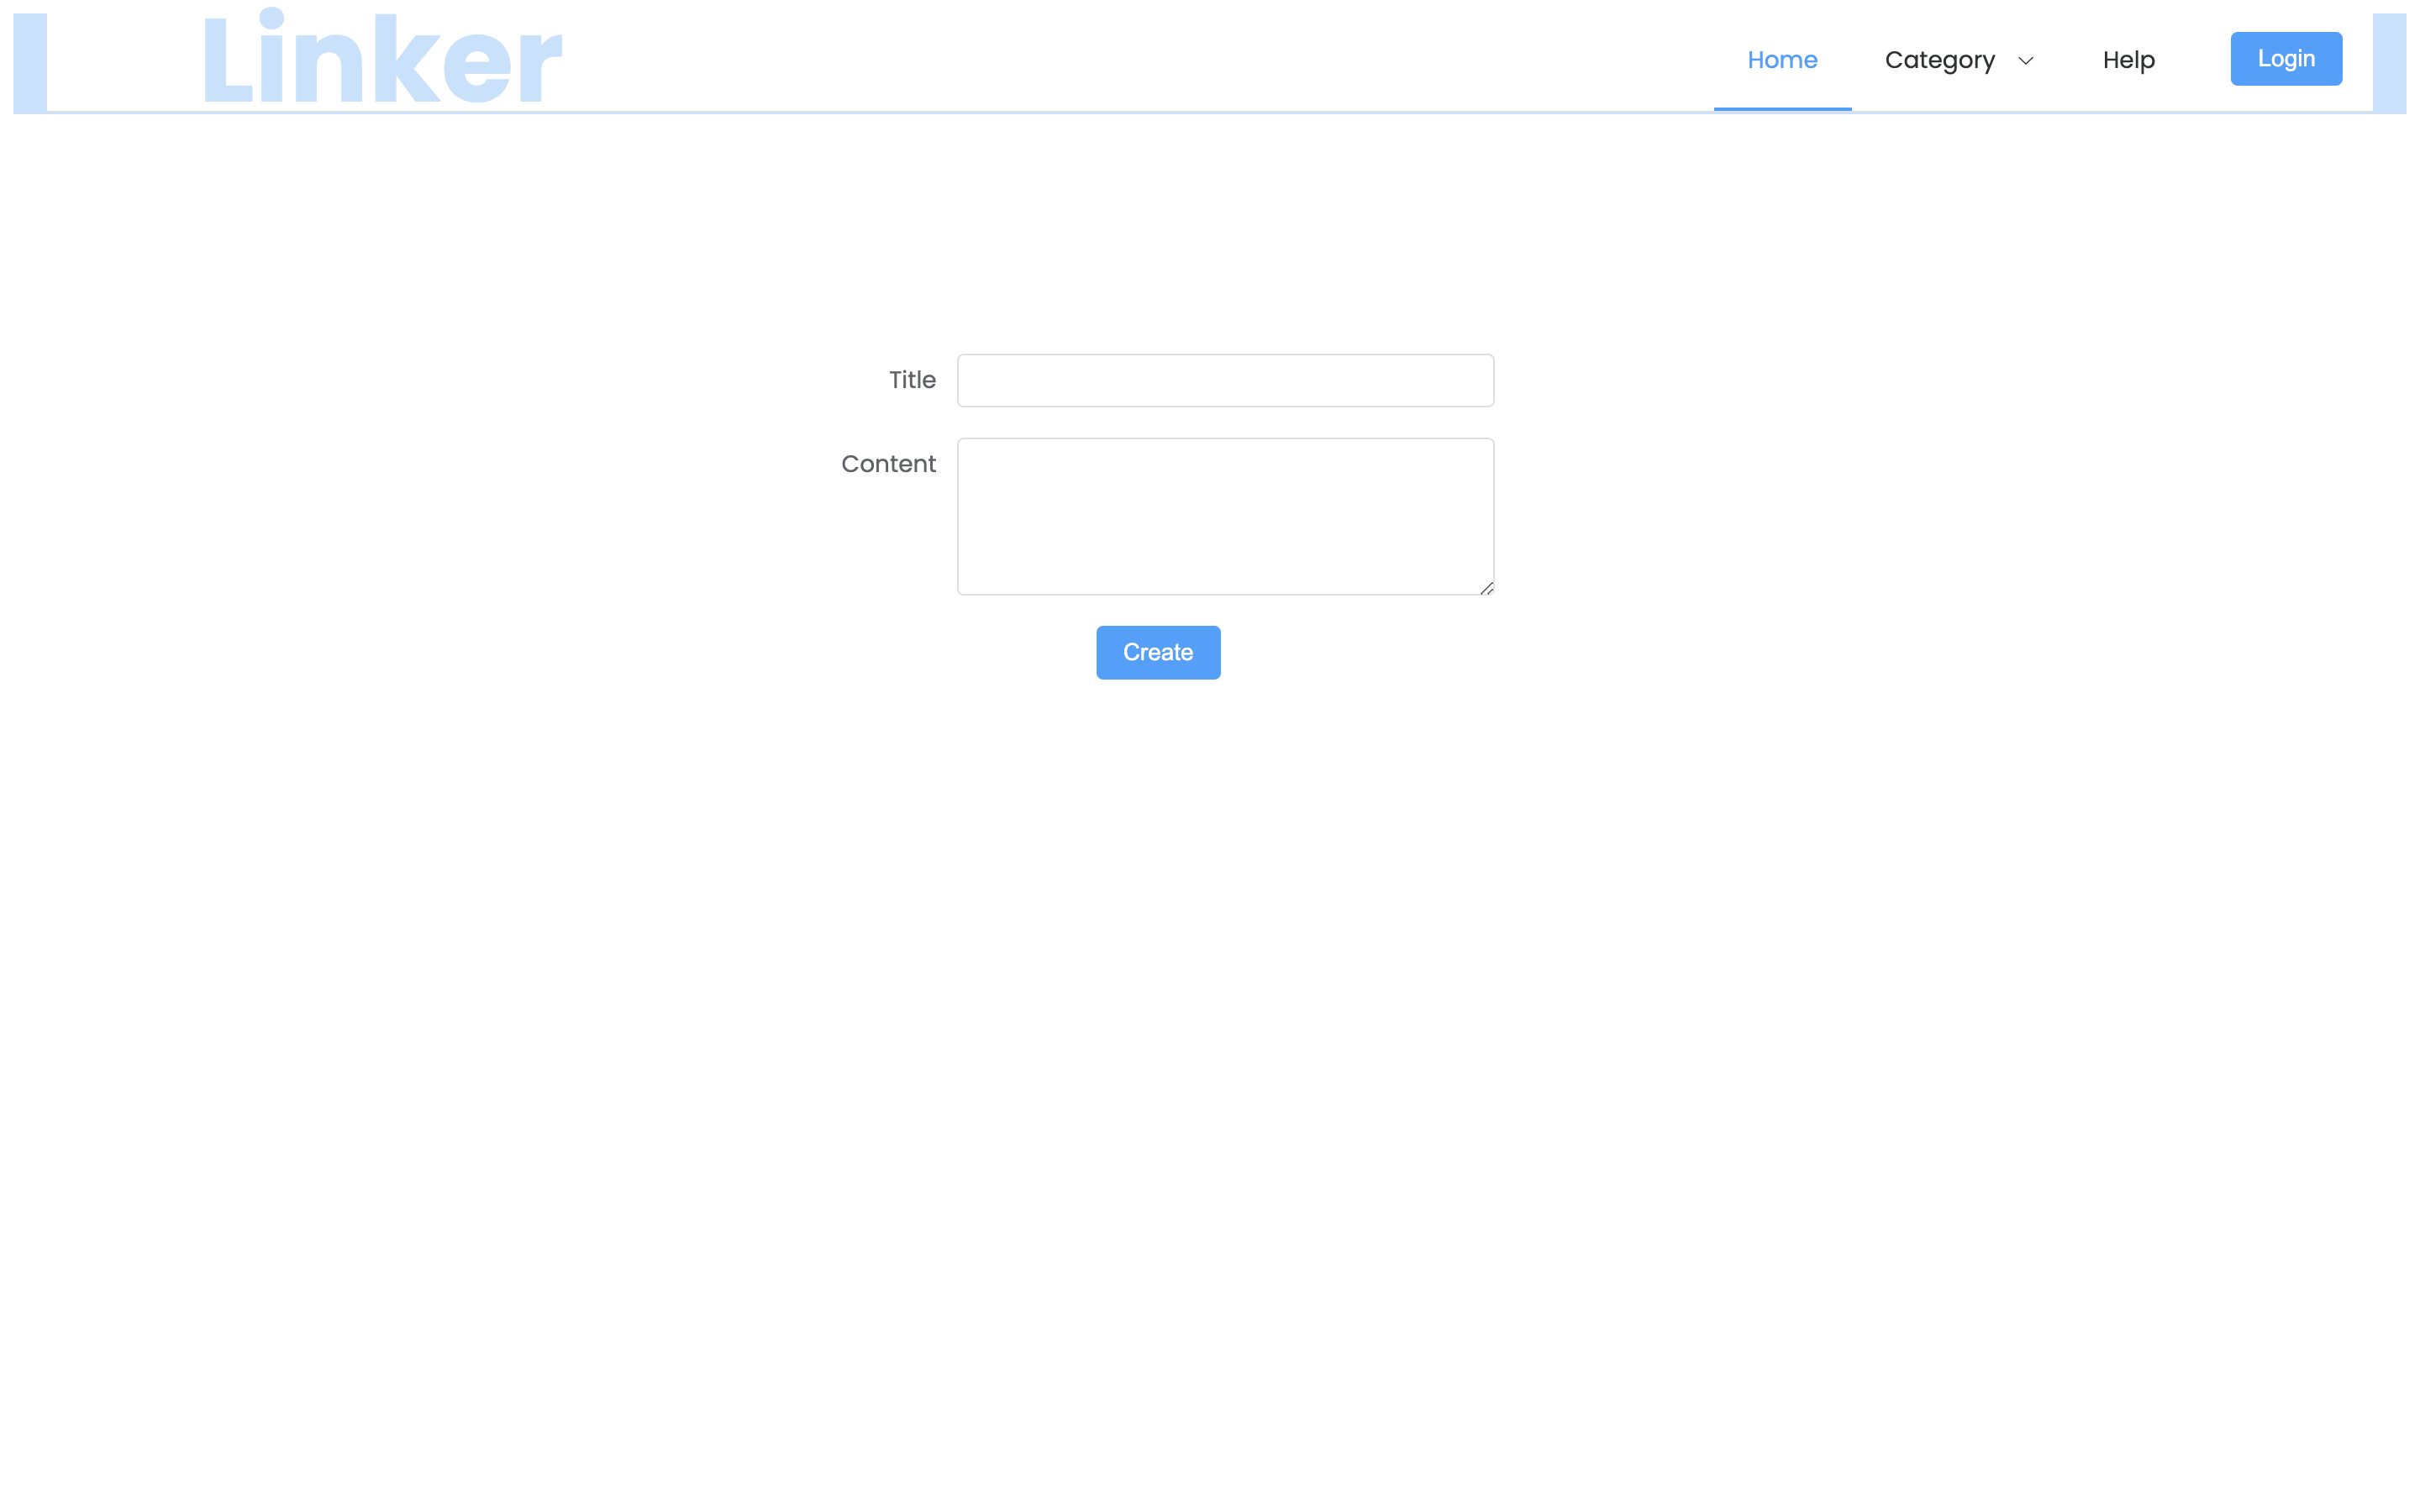 Linker
Home Category Help Login
Title
Content
Create